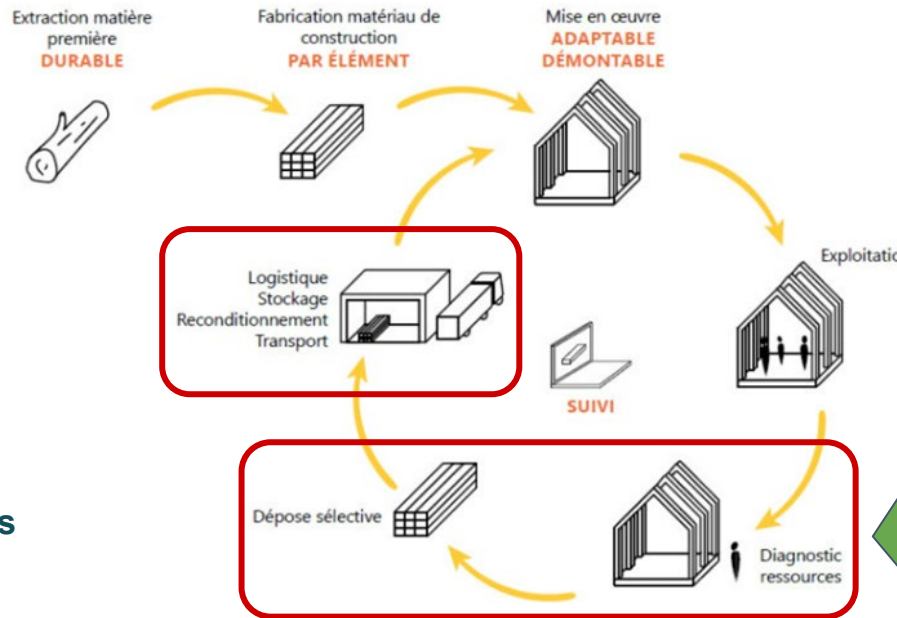 Extraction matière
première
DURABLE
Fabrication matériau de
construction
PAR ÉLÉMENT
Mise en œuvre
ADAPTABLE
DÉMONTABLE
Exploitatio
Logistique
Stockage
Reconditionnement
Transport
SUIVI
Dépose sélective
Diagnostic
ressources
s